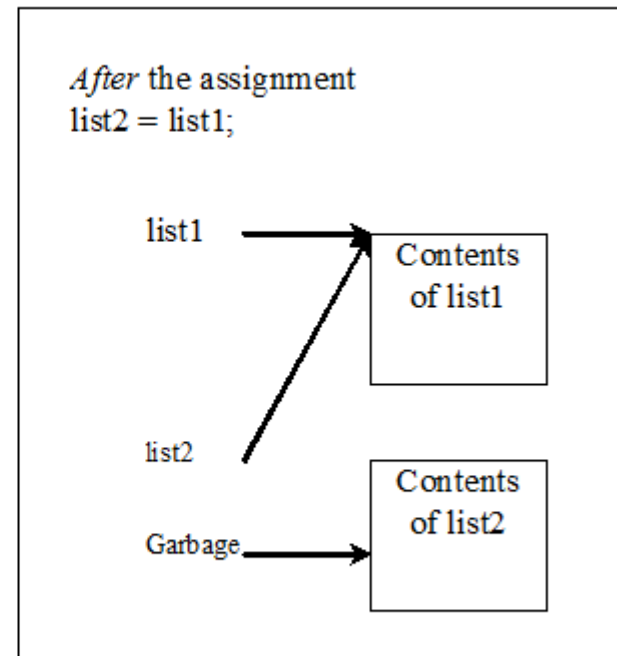 After the assignment
list2 = list1;
list1
Contents
of list1
list2
Contents
of list2
Garbage